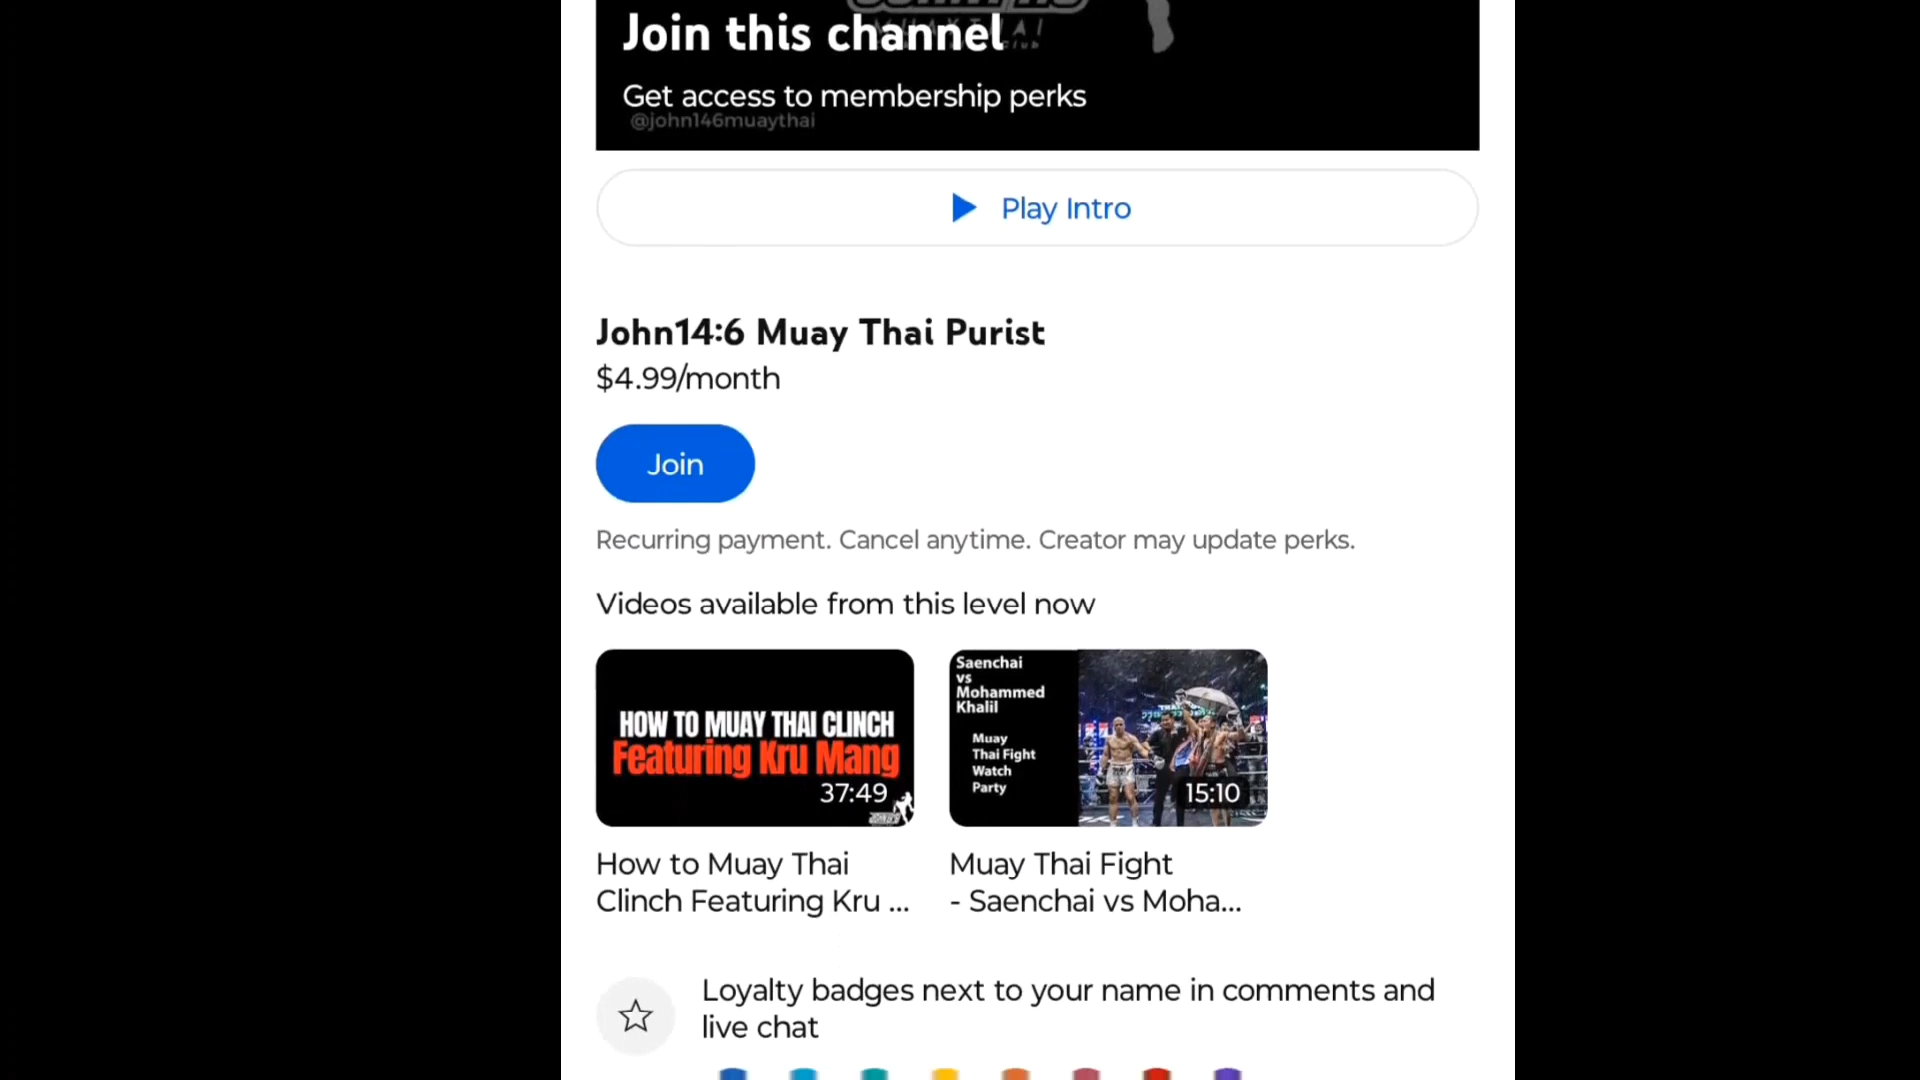 MUAY THAI
Join this channel
Get access to membership perks
@john146muaythai
Play Intro
John14:6 Muay Thai Purist
$4.99/month
Join
Recurring payment. Cancel anytime. Creator may update perks.
Videos available from this level now
HOW TO MUAY THAI CLINCH
Featuring Kru Mang
37:49
Saenchai
vs
Mohammed
Khalil
Muay
Thai Fight
Watch
Party
15:10
How to Muay Thai
Clinch Featuring Kru ...
Muay Thai Fight
- Saenchai vs Moha...
Loyalty badges next to your name in comments and
live chat